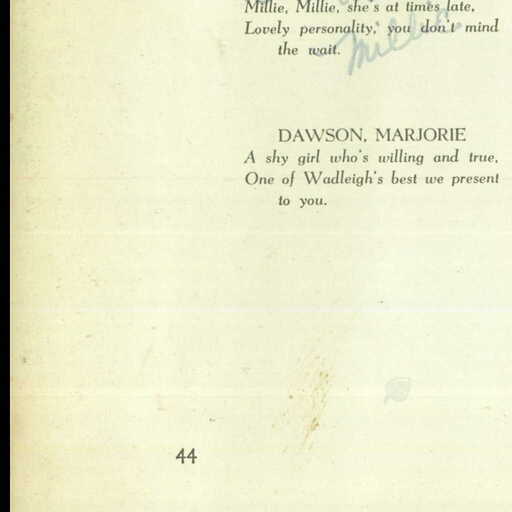 Millie, Millie, she's at times late,
Lovely personality, you don't mind
the wait.
Millie
DAWSON, MARJORIE
A shy girl who's willing and true,
One of Wadleigh's best we present
to you.
44